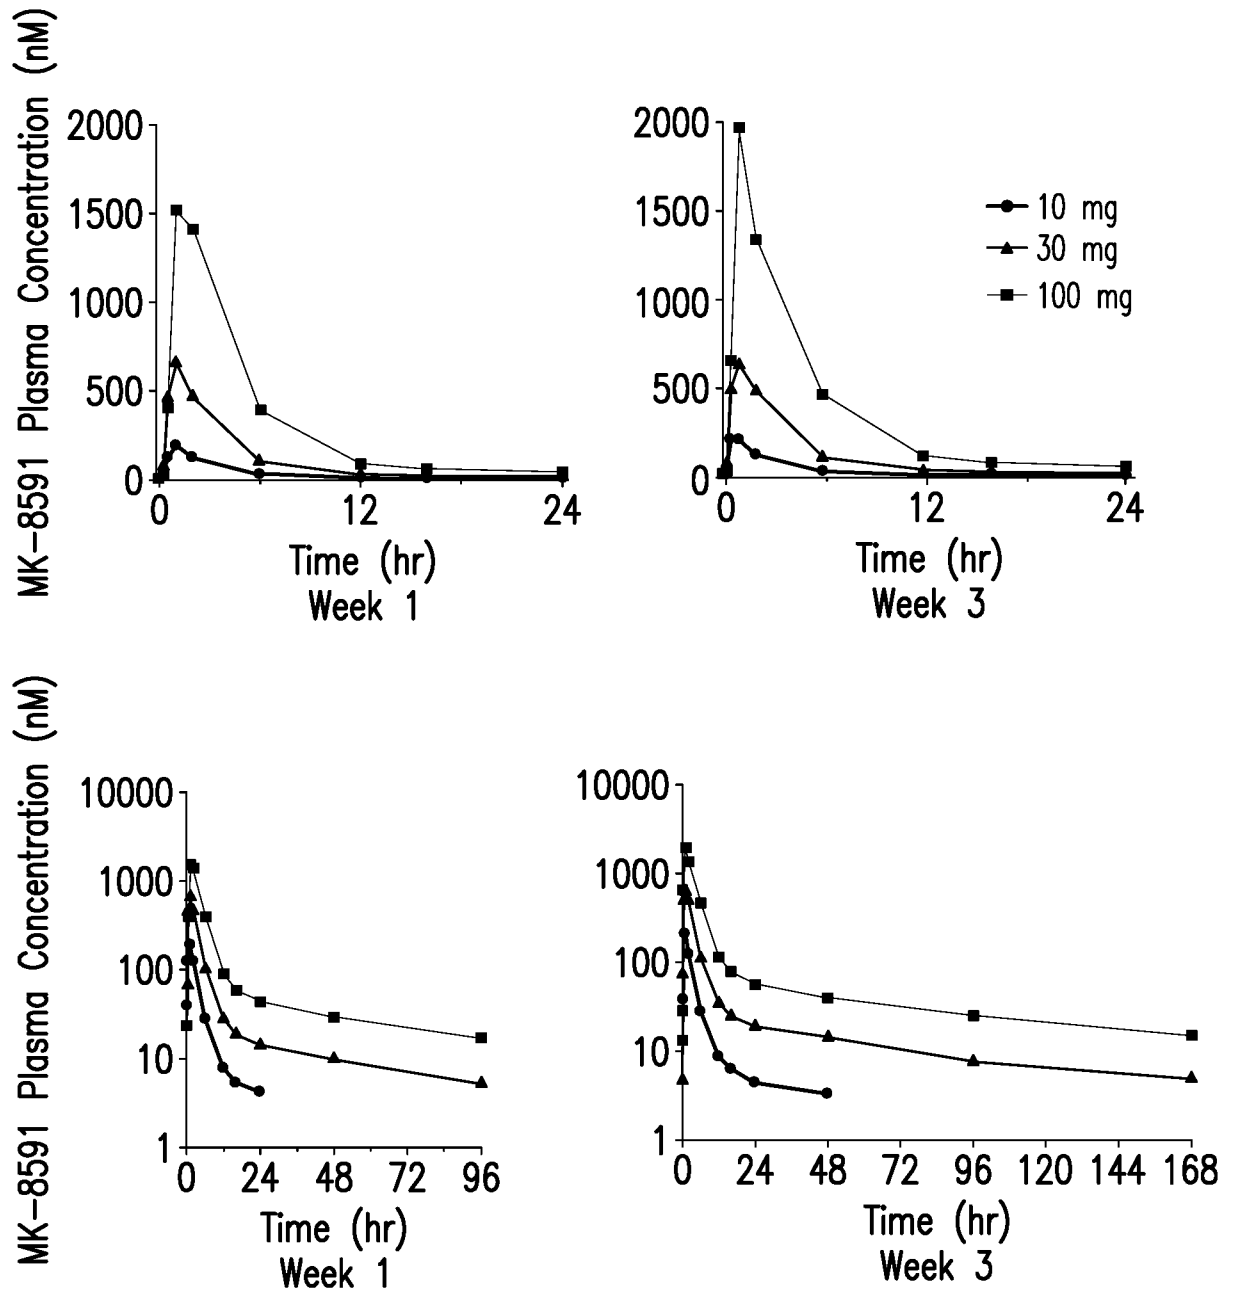 MK-8591 Plasma Concentration (nM)
2000
1500
1000
500
0
0 12 24
Time (hr)
Week 1
2000
1500
1000
500
0
0 12 24
Time (hr)
Week 3
10 mg
30 mg
100 mg
MK-8591 Plasma Concentration (nM)
10000
1000
100
10
1
0 24 48 72 96
Time (hr)
Week 1
10000
1000
100
10
1
0 24 48 72 96 120 144 168
Time (hr)
Week 3